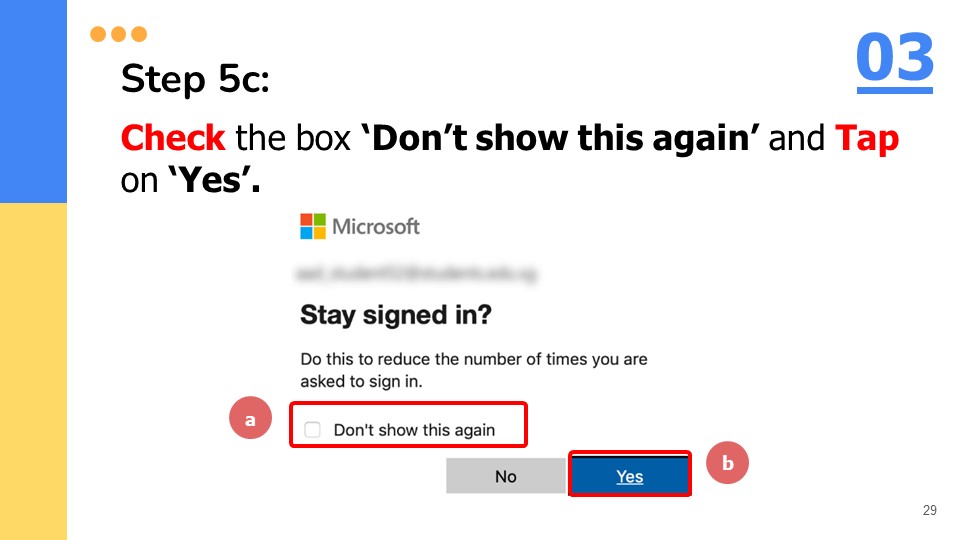 03
Step 5c:
Check the box ‘Don’t show this again’ and Tap
on ‘Yes’.
Microsoft
Stay signed in?
Do this to reduce the number of times you are
asked to sign in.
a
Don't show this again
No
Yes
b
29